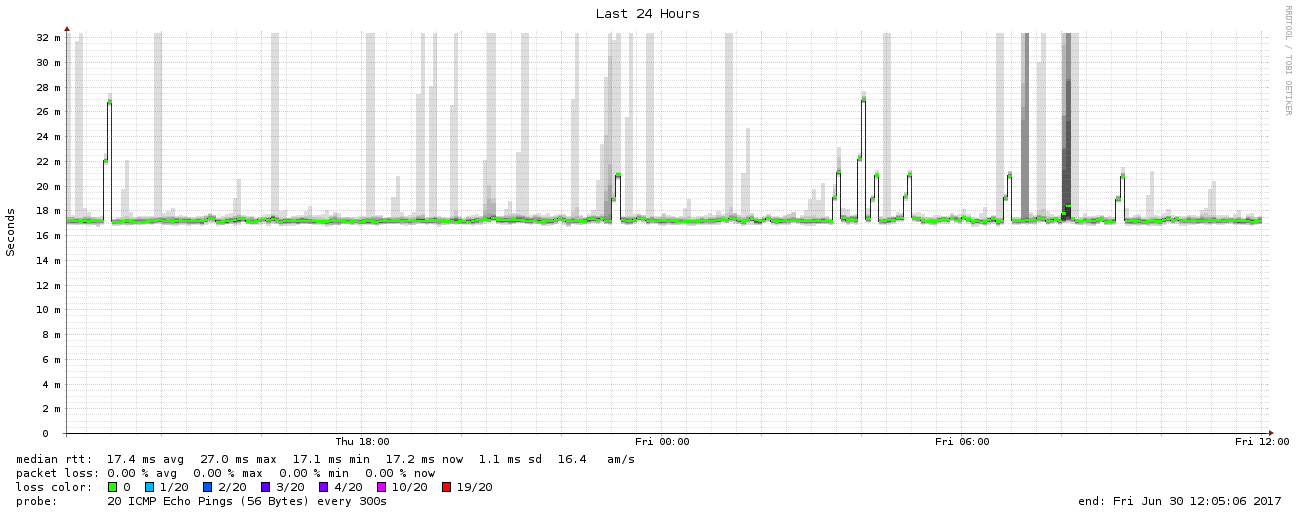 Last 24 Hours
RRDTOOL / TOBI OETIKER
Seconds
32 m
30 m
28 m
26 m
24 m
22 m
20 m
18 m
16 m
14 m
12 m
10 m
8 m
6 m
4 m
2 m
0
Thu 18:00 Fri 00:00 Fri 06:00 Fri 12:00
median rtt: 17.4 ms avg 27.0 ms max 17.1 ms min 17.2 ms now 1.1 ms sd 16.4 am/s
packet loss: 0.00 % avg 0.00 % max 0.00 % min 0.00 % now
loss color: 0 1/20 2/20 3/20 4/20 10/20 19/20
probe: 20 ICMP Echo Pings (56 Bytes) every 300s end: Fri Jun 30 12:05:06 2017